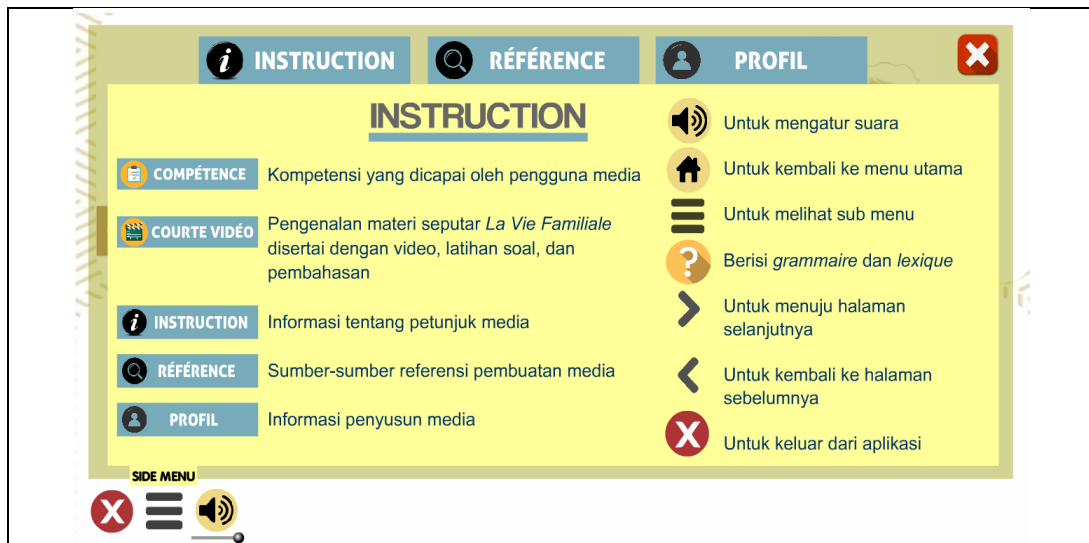 INSTRUCTION
RÉFÉRENCE
PROFIL
INSTRUCTION
COMPÉTENCE
Kompetensi yang dicapai oleh pengguna media
COURTE VIDÉO
Pengenalan materi seputar La Vie Familiale
disertai dengan video, latihan soal, dan
pembahasan
INSTRUCTION
Informasi tentang petunjuk media
RÉFÉRENCE
Sumber-sumber referensi pembuatan media
PROFIL
Informasi penyusun media
Untuk mengatur suara
Untuk kembali ke menu utama
Untuk melihat sub menu
Berisi grammaire dan lexique
Untuk menuju halaman
selanjutnya
Untuk kembali ke halaman
sebelumnya
Untuk keluar dari aplikasi
SIDE MENU